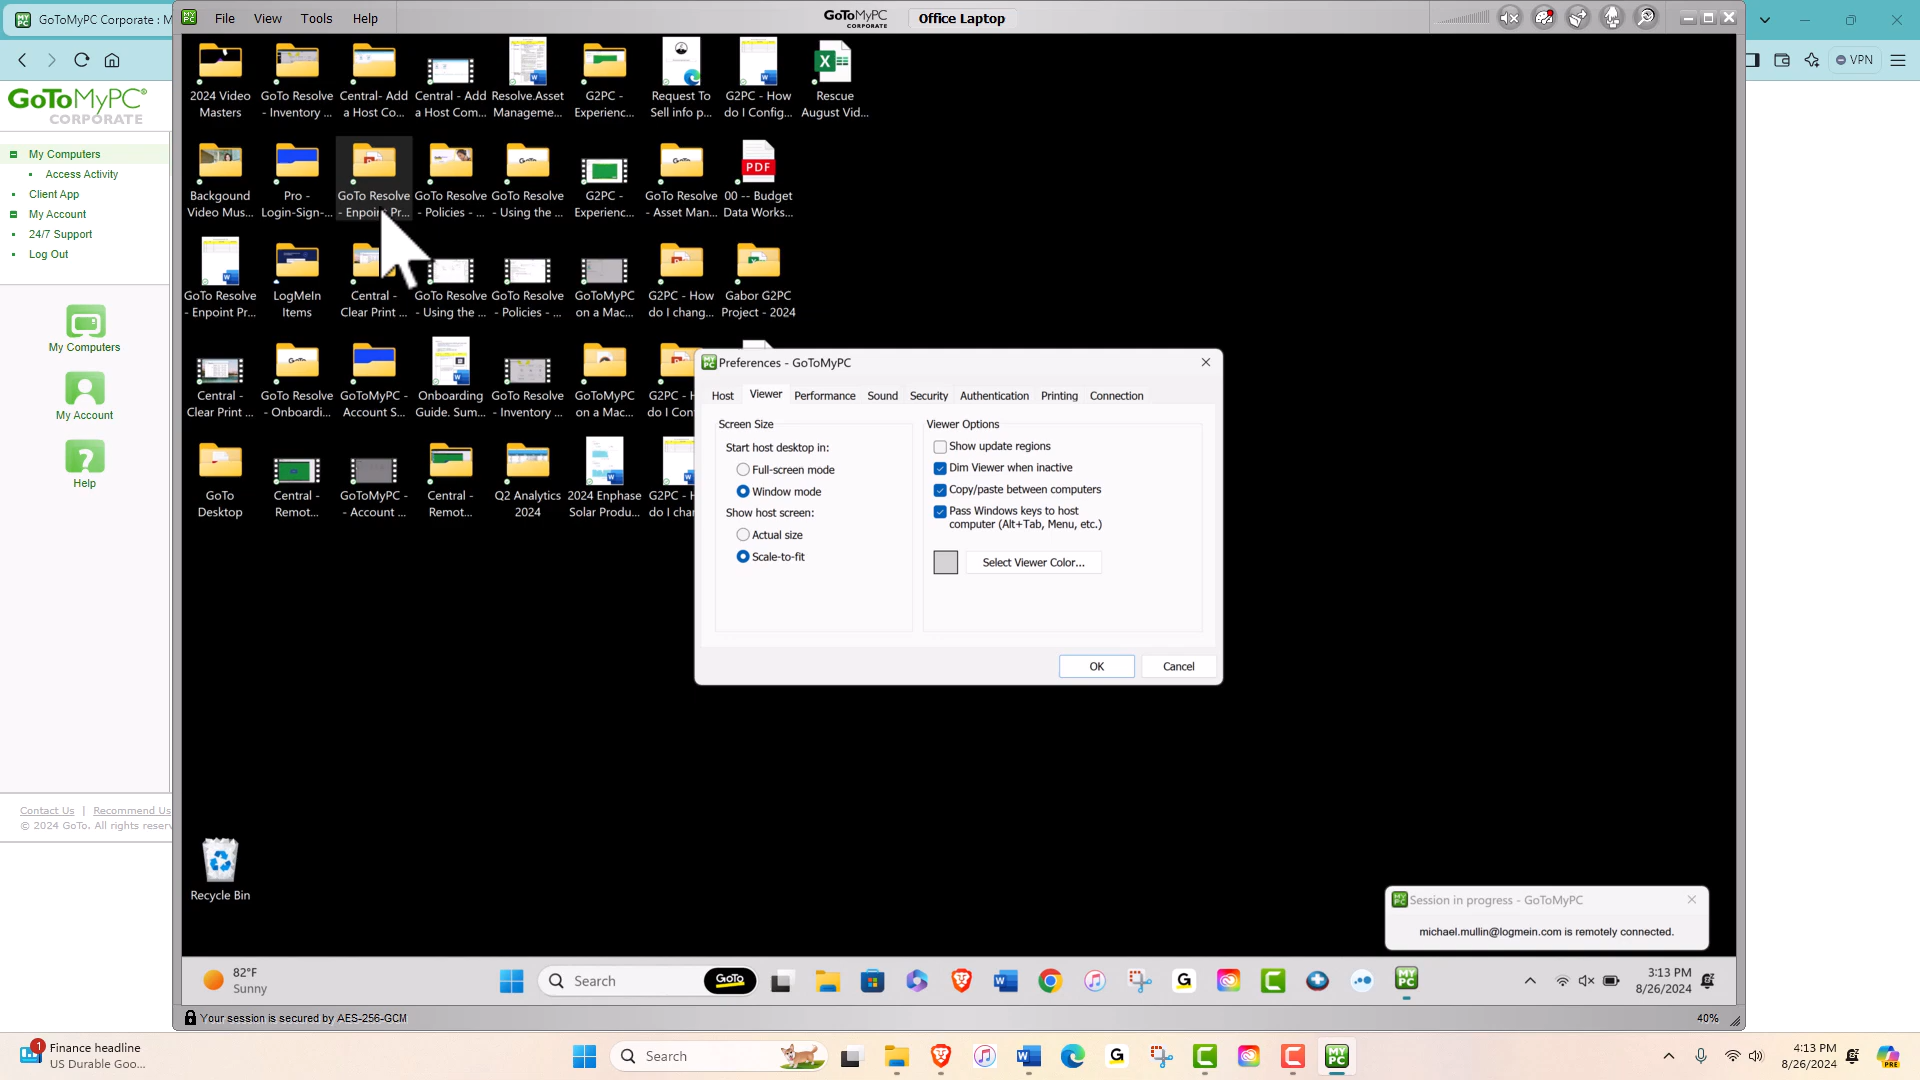 GoToMyPC Corporate : M
File View Tools Help
GoToMyPC CORPORATE
Office Laptop
VPN
GoToMyPC
CORPORATE
My Computers
Access Activity
Client App
My Account
24/7 Support
Log Out
My Computers
My Account
Help
Contact Us | Recommend Us
© 2024 GoTo. All rights reserv
2024 Video Masters
GoTo Resolve - Inventory ...
Central- Add a Host Co...
Central - Add a Host Com...
Resolve.Asset Manageme...
G2PC - Experienc...
Request To Sell info p...
G2PC - How do I Config...
Rescue August Vid...
Backgound Video Mus...
Pro - Login-Sign-...
GoTo Resolve - Enpoint Pr...
GoTo Resolve - Policies - ...
GoTo Resolve - Using the ...
G2PC - Experienc...
GoTo Resolve - Asset Man...
PDF
00 -- Budget Data Works...
GoTo Resolve - Enpoint Pr...
LogMeIn Items
Central - Clear Print ...
GoTo Resolve - Using the ...
GoTo Resolve - Policies - ...
GoToMyPC on a Mac...
G2PC - How do I chang...
Gabor G2PC Project - 2024
Central - Clear Print ...
GoTo Resolve - Onboardi...
GoToMyPC - Account S...
Onboarding Guide. Sum...
GoTo Resolve - Inventory ...
GoToMyPC on a Mac...
G2PC - H do I Con
GoTo Desktop
Central - Remot...
GoToMyPC - Account ...
Central - Remot...
Q2 Analytics 2024
2024 Enphase Solar Produ...
G2PC - H do I chan
Recycle Bin
Preferences - GoToMyPC
Host Viewer Performance Sound Security Authentication Printing Connection
Screen Size
Start host desktop in:
Full-screen mode
Window mode
Show host screen:
Actual size
Scale-to-fit
Viewer Options
Show update regions
Dim Viewer when inactive
Copy/paste between computers
Pass Windows keys to host
computer (Alt+Tab, Menu, etc.)
Select Viewer Color...
OK Cancel
Session in progress - GoToMyPC
michael.mullin@logmein.com is remotely connected.
82°F
Sunny
Search
GoTo
3:13 PM
8/26/2024
Your session is secured by AES-256-GCM
40%
1
Finance headline
US Durable Goo...
Search
4:13 PM
8/26/2024